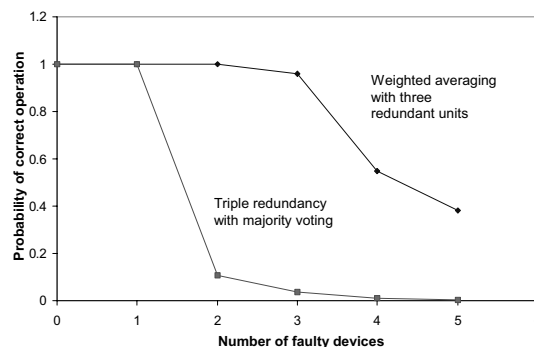 1.2
1
0.8
0.6
0.4
0.2
0
Probability of correct operation
Weighted averaging
with three
redundant units
Triple redundancy
with majority voting
0 1 2 3 4 5
Number of faulty devices